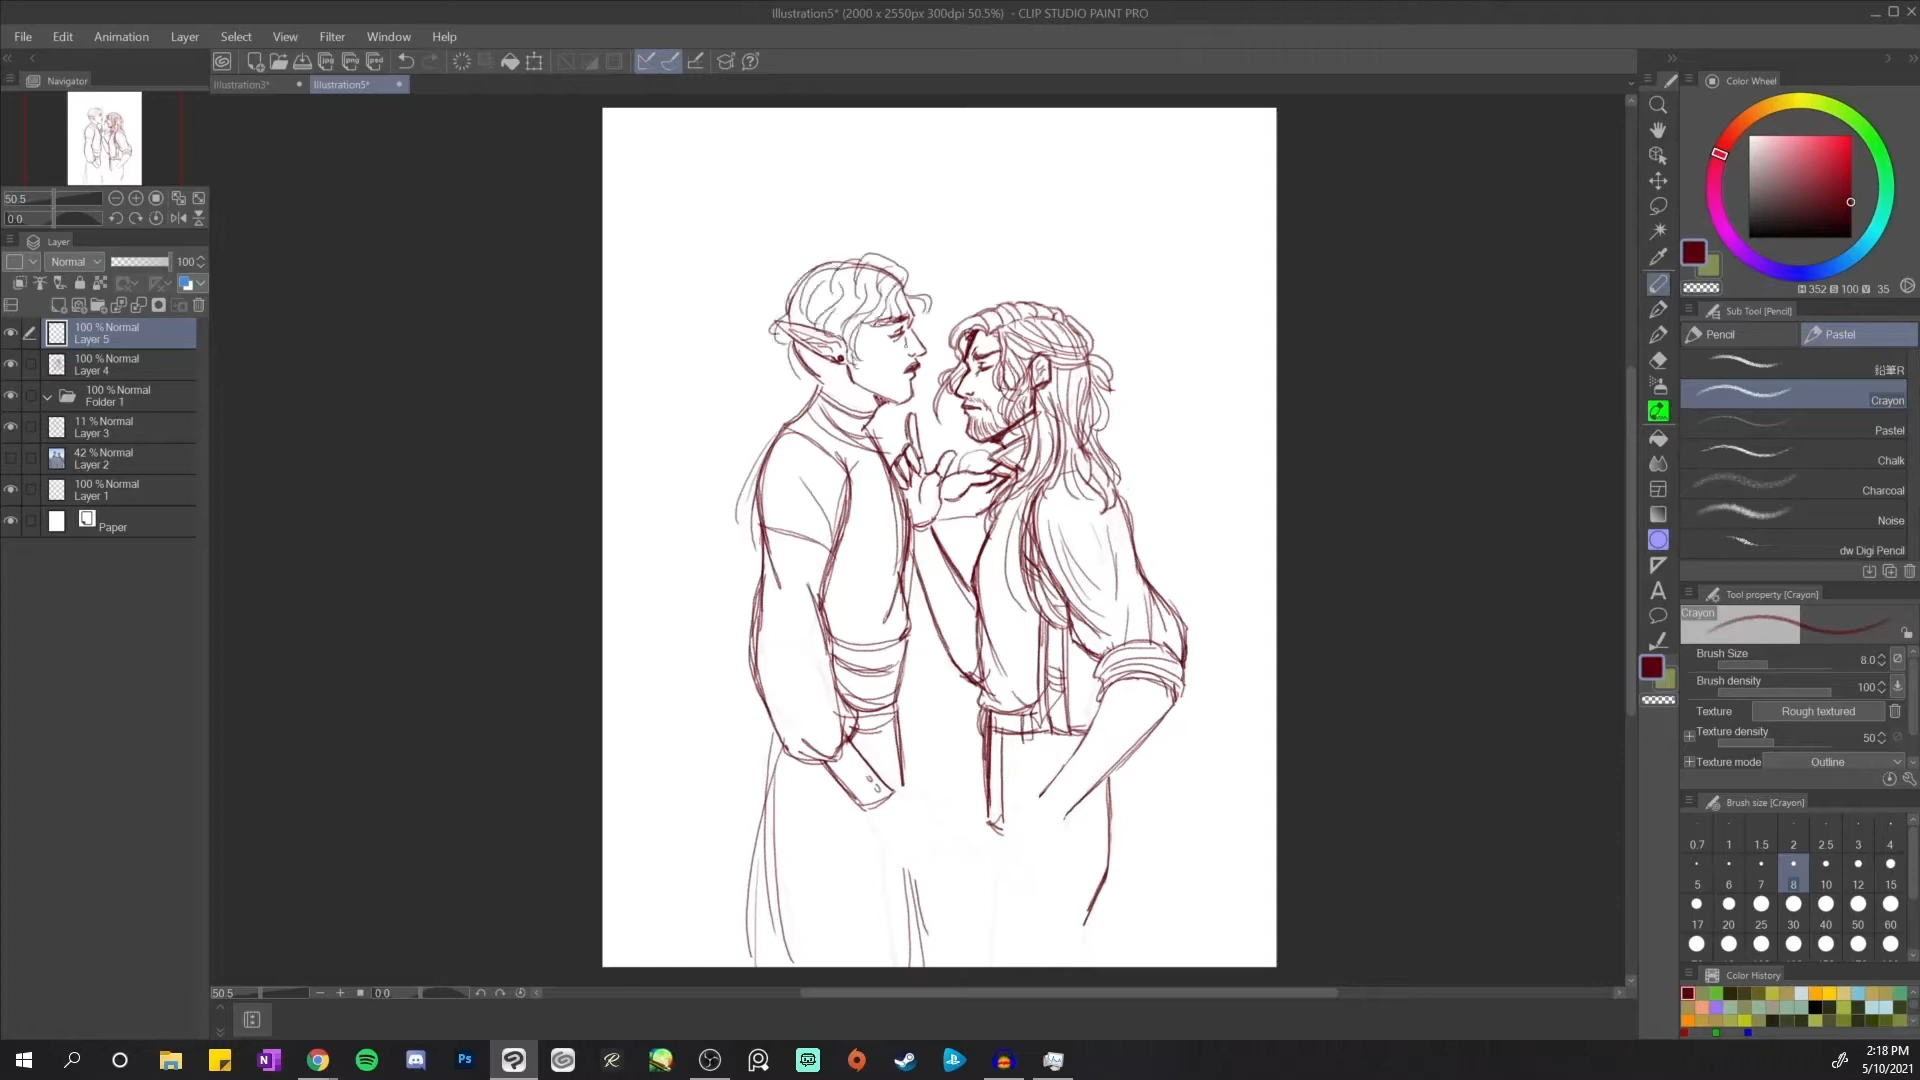 Illustration5* (2000 x 2550px 300dpi 50.5%)  - CLIP STUDIO PAINT PRO
File Edit Animation Layer Select View Filter Window Help
Navigator
Illustration3*
Illustration5*
Color Wheel
50.5
0 0
Layer
Normal
100
100 % Normal
Layer 5
100 % Normal
Layer 4
100 % Normal
Folder 1
11 % Normal
Layer 3
42 % Normal
Layer 2
100 % Normal
Layer 1
Paper
H 352 S 100 V 35
Sub Tool [Pencil]
Pencil
Pastel
鉛筆R
Crayon
Pastel
Chalk
Charcoal
Noise
dw Digi Pencil
Tool property [Crayon]
Crayon
Brush Size 8.0
Brush density 100
Texture Rough textured
Texture density 50
Texture mode Outline
Brush size [Crayon]
0.7 1 1.5 2 2.5 3 4
5 6 7 8 10 12 15
17 20 25 30 40 50 60
Color History
50.5
0 0
N
Ps
2:18 PM
5/10/2021